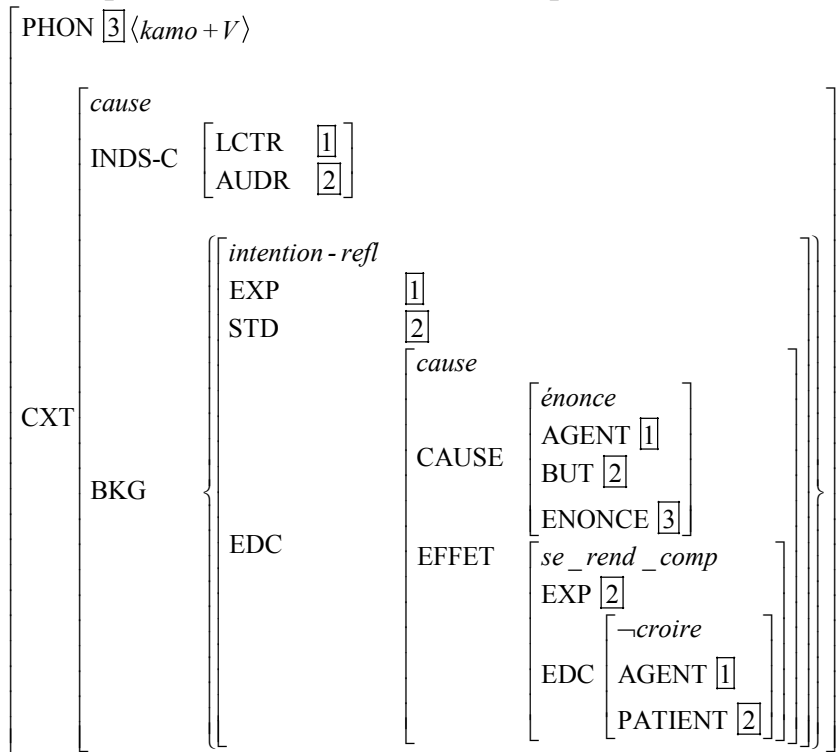 PHON 3 ⟨kamo + V⟩
cause
INDS-C LCTR 1
AUDR 2
intention - refl
EXP 1
STD 2
cause
énonce
CXT
AGENT 1
CAUSE
BUT 2
BKG
ENONCE 3
EDC
EFFET se _ rend _ comp
EXP 2
¬croire
EDC AGENT 1
PATIENT 2